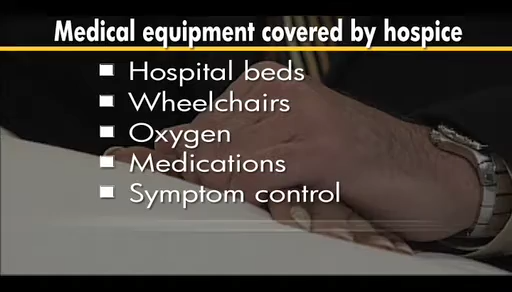 Medical equipment covered by hospice
Hospital beds
Wheelchairs
Oxygen
Medications
Symptom control